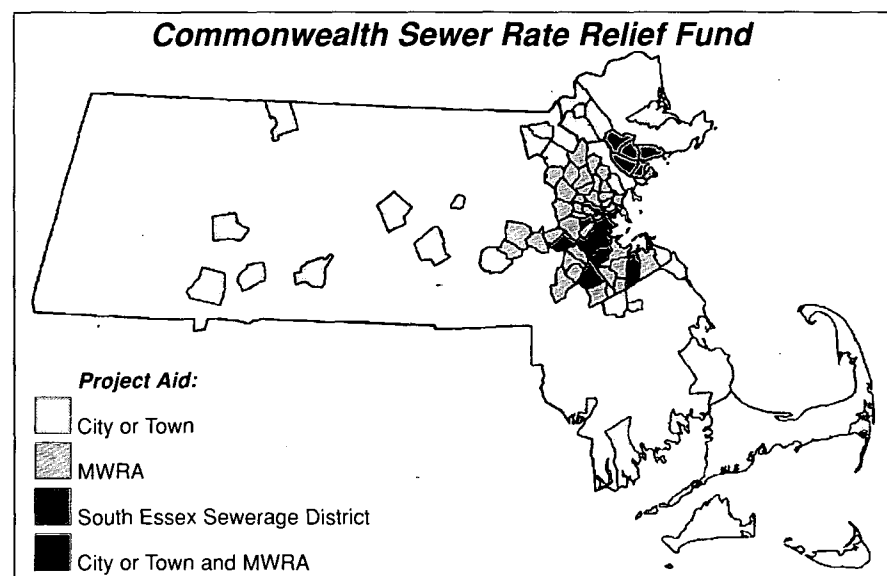 Commonwealth Sewer Rate Relief Fund
Project Aid:
City or Town
MWRA
South Essex Sewerage District
City or Town and MWRA